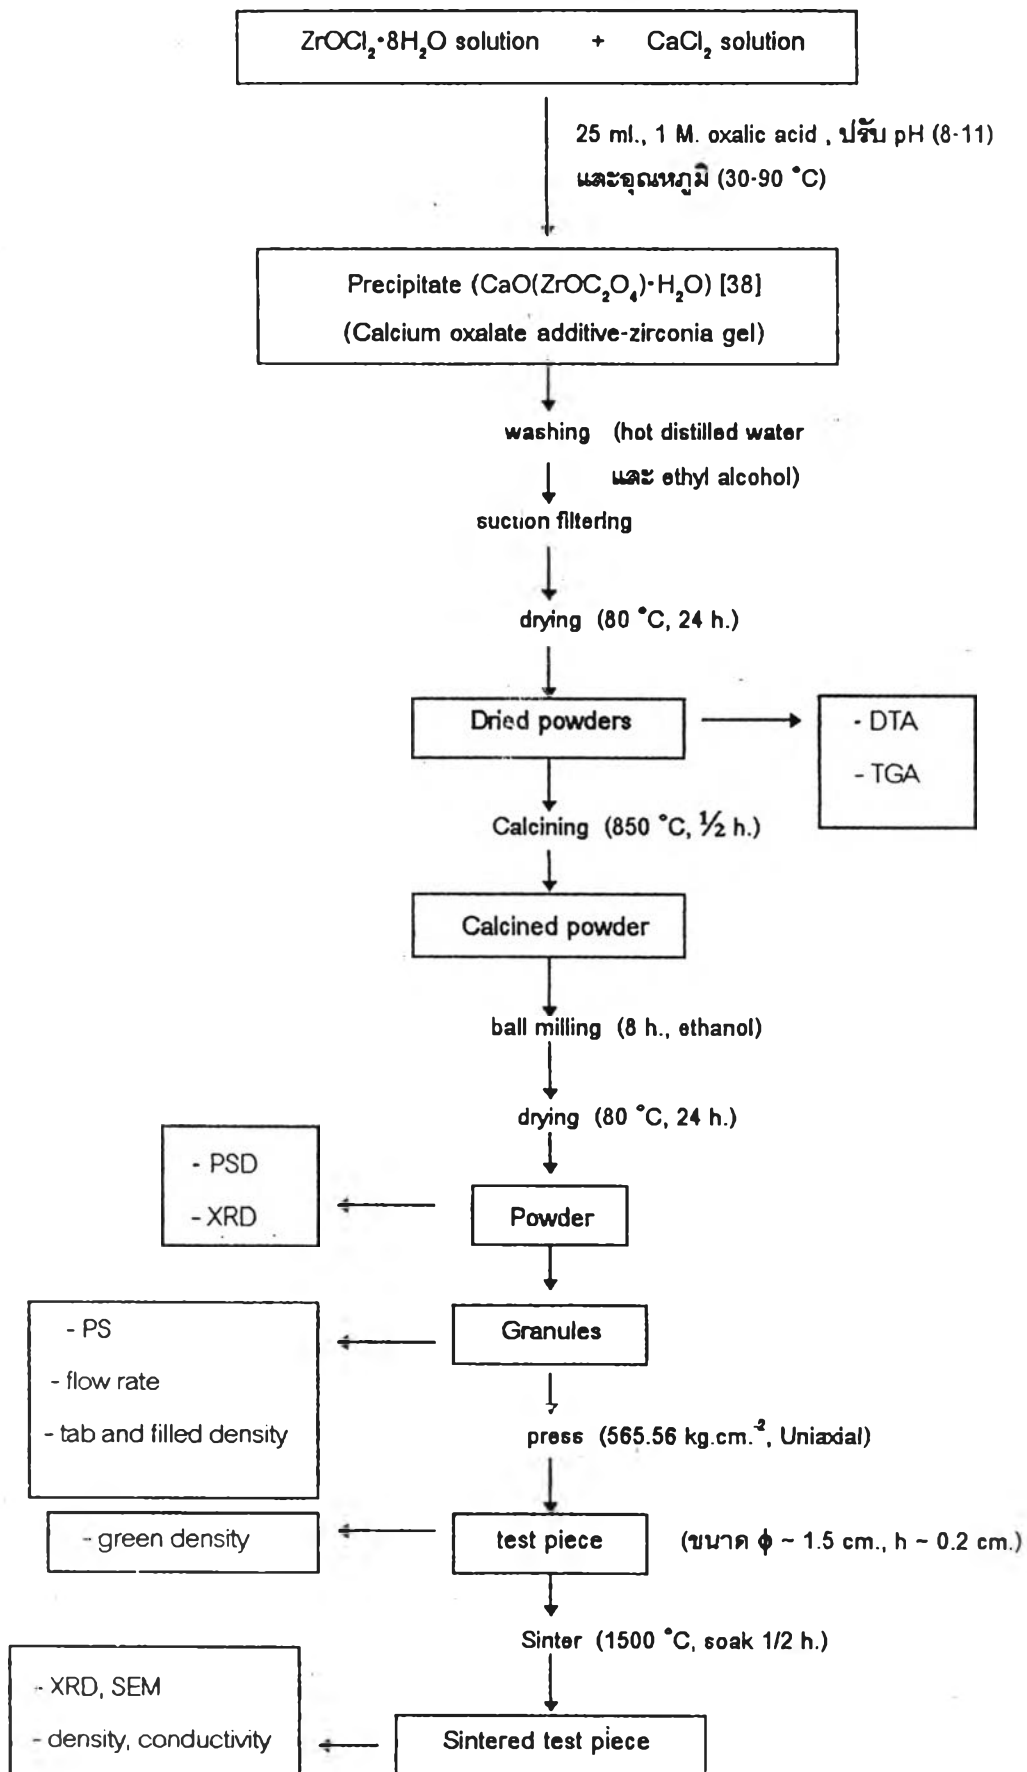 ZrOCl₂·8H₂O solution + CaCl₂ solution
25 ml., 1 M. oxalic acid , ปรับ pH (8-11)
และอุณหภูมิ (30-90 °C)
Precipitate (CaO(ZrOC₂O₄)·H₂O) [38]
(Calcium oxalate additive-zirconia gel)
washing (hot distilled water
และ ethyl alcohol)
suction filtering
drying (80 °C, 24 h.)
Dried powders
- DTA
- TGA
Calcining (850 °C, ½ h.)
Calcined powder
ball milling (8 h., ethanol)
drying (80 °C, 24 h.)
- PSD
- XRD
Powder
Granules
- PS
- flow rate
- tab and filled density
press (565.56 kg.cm.⁻², Uniaxial)
- green density
test piece (ขนาด ϕ ~ 1.5 cm., h ~ 0.2 cm.)
Sinter (1500 °C, soak 1/2 h.)
- XRD, SEM
- density, conductivity
Sintered test piece